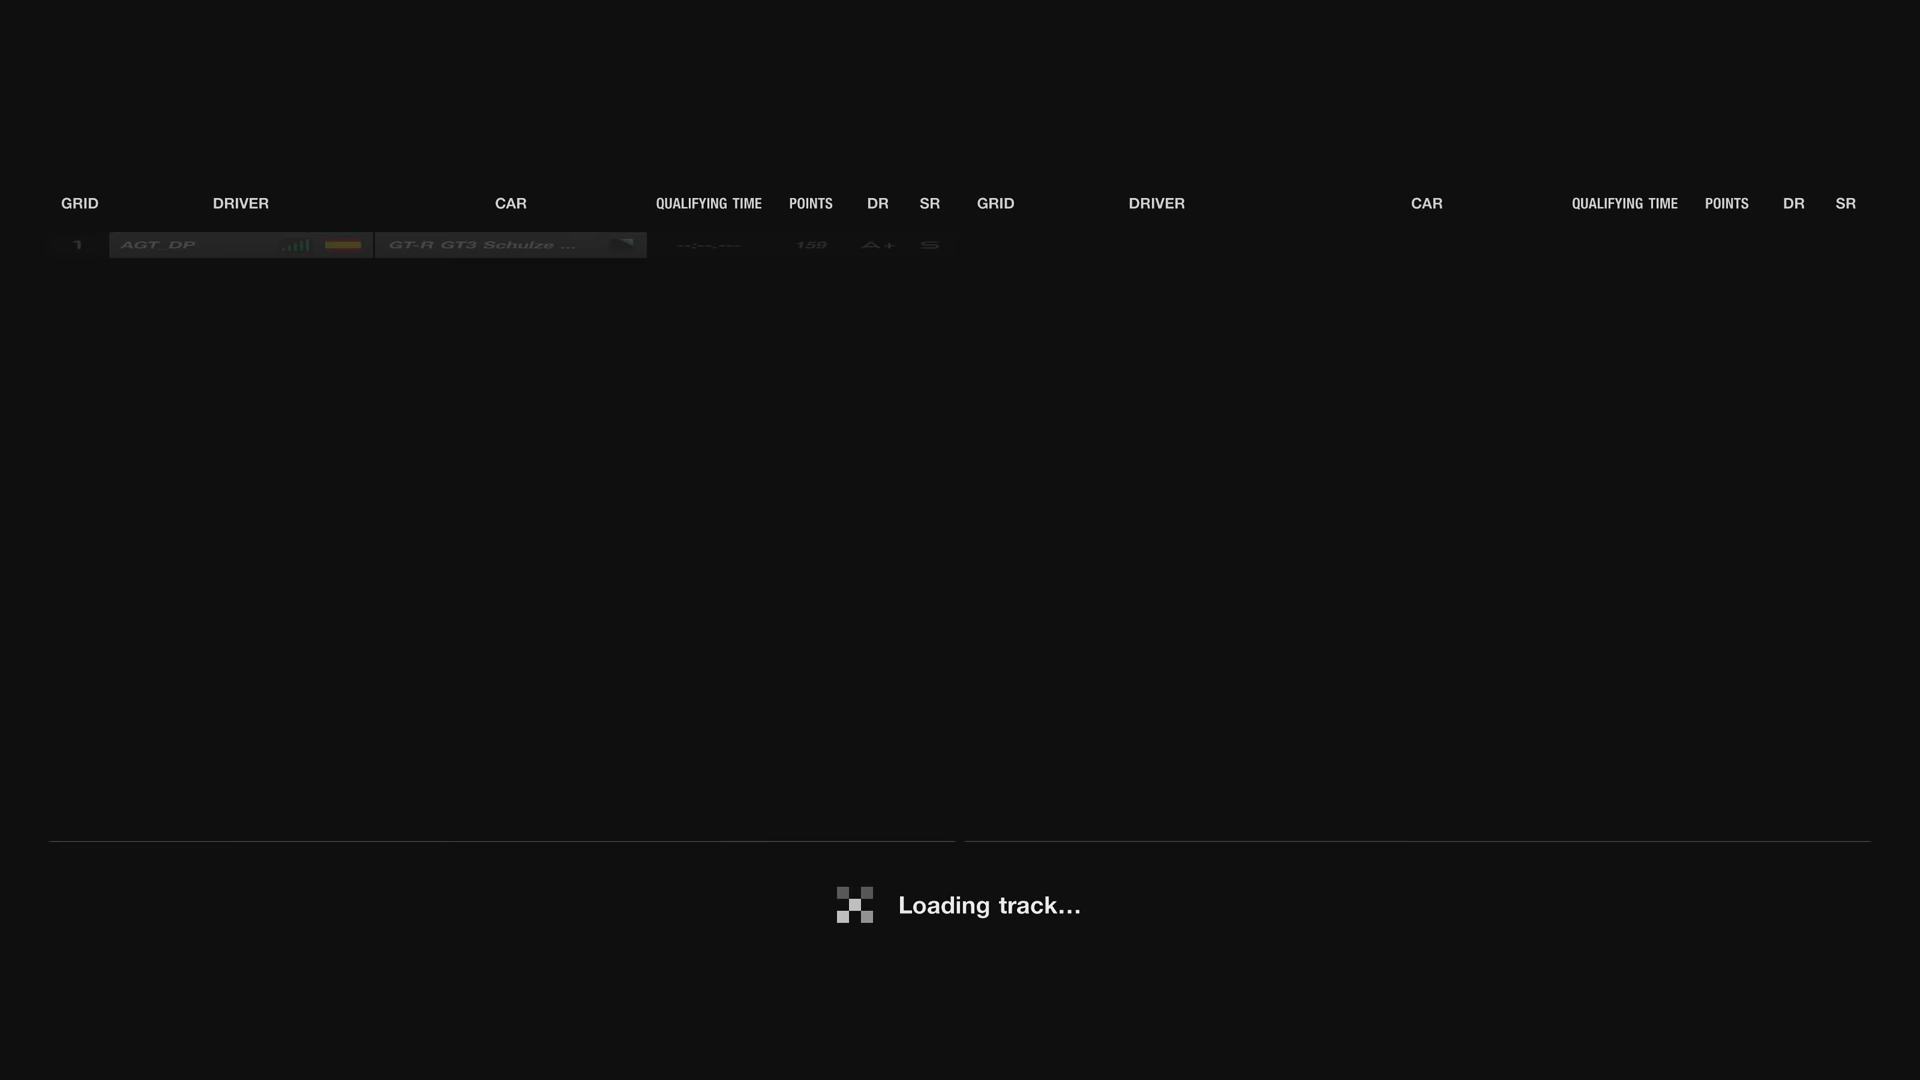 GRID DRIVER CAR QUALIFYING TIME POINTS DR SR GRID DRIVER CAR QUALIFYING TIME POINTS DR SR
1 AGT_DP GT-R GT3 Schulze ... --:--.--- 159 A+ S
Loading track...